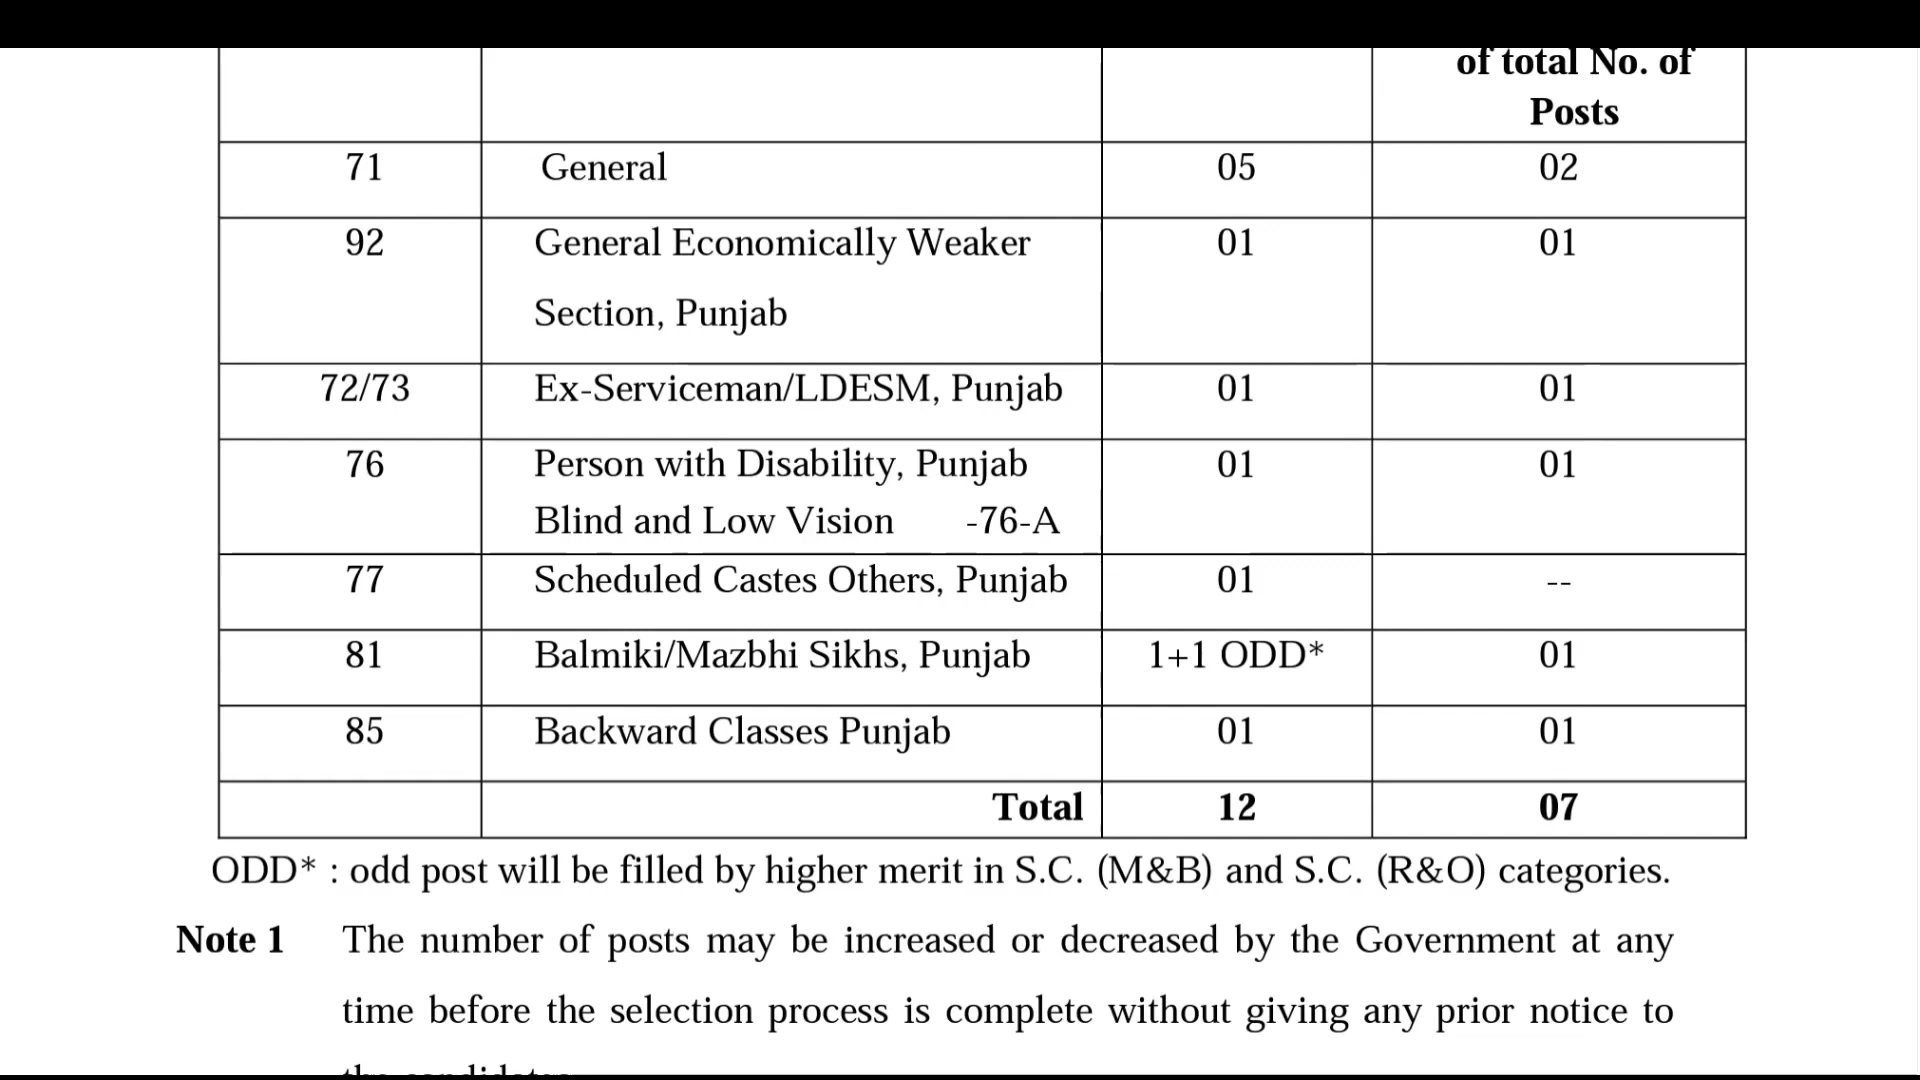 of total No. of
Posts
71 General 05 02
92 General Economically Weaker 01 01
Section, Punjab
72/73 Ex-Serviceman/LDESM, Punjab 01 01
76 Person with Disability, Punjab 01 01
Blind and Low Vision -76-A
77 Scheduled Castes Others, Punjab 01 --
81 Balmiki/Mazbhi Sikhs, Punjab 1+1 ODD* 01
85 Backward Classes Punjab 01 01
Total 12 07
ODD* : odd post will be filled by higher merit in S.C. (M&B) and S.C. (R&O) categories.
Note 1 The number of posts may be increased or decreased by the Government at any
time before the selection process is complete without giving any prior notice to
the candidates